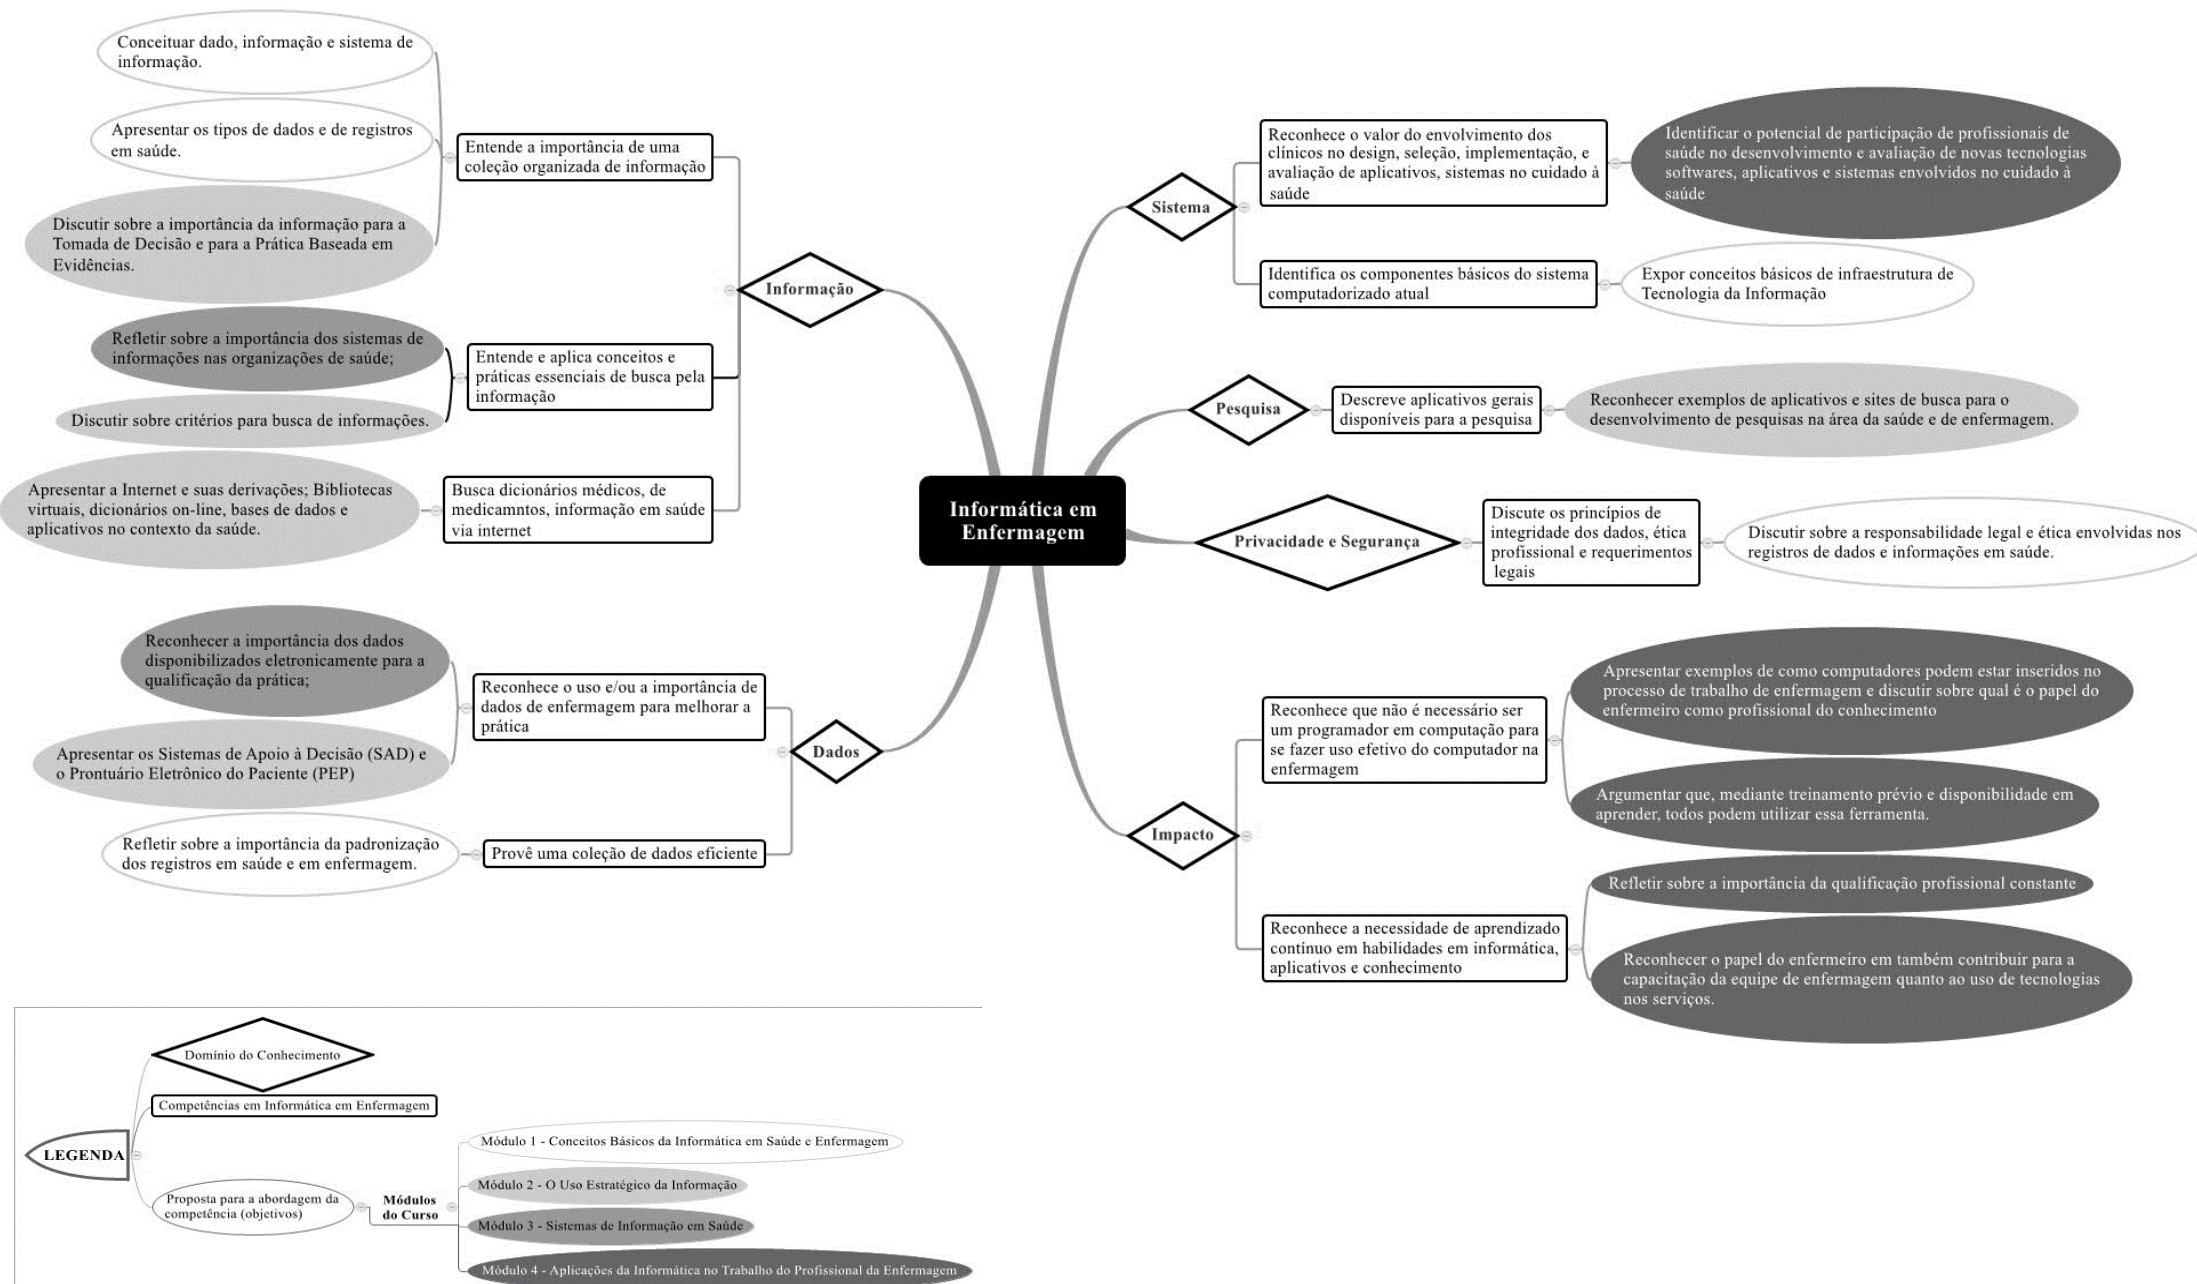 Conceituar dado, informação e sistema de
informação.
Apresentar os tipos de dados e de registros
em saúde.
Discutir sobre a importância da informação para a
Tomada de Decisão e para a Prática Baseada em
Evidências.
Entende a importância de uma
coleção organizada de informação
Refletir sobre a importância dos sistemas de
informações nas organizações de saúde;
Discutir sobre critérios para busca de informações.
Entende e aplica conceitos e
práticas essenciais de busca pela
informação
Apresentar a Internet e suas derivações; Bibliotecas
virtuais, dicionários on-line, bases de dados e
aplicativos no contexto da saúde.
Busca dicionários médicos, de
medicamntos, informação em saúde
via internet
Informação
Reconhecer a importância dos dados
disponibilizados eletronicamente para a
qualificação da prática;
Apresentar os Sistemas de Apoio à Decisão (SAD) e
o Prontuário Eletrônico do Paciente (PEP)
Reconhece o uso e/ou a importância de
dados de enfermagem para melhorar a
prática
Refletir sobre a importância da padronização
dos registros em saúde e em enfermagem.
Provê uma coleção de dados eficiente
Dados
Informática em
Enfermagem
Sistema
Reconhece o valor do envolvimento dos
clínicos no design, seleção, implementação, e
avaliação de aplicativos, sistemas no cuidado à
saúde
Identificar o potencial de participação de profissionais de
saúde no desenvolvimento e avaliação de novas tecnologias
softwares, aplicativos e sistemas envolvidos no cuidado à
saúde
Identifica os componentes básicos do sistema
computadorizado atual
Expor conceitos básicos de infraestrutura de
Tecnologia da Informação
Pesquisa
Descreve aplicativos gerais
disponíveis para a pesquisa
Reconhecer exemplos de aplicativos e sites de busca para o
desenvolvimento de pesquisas na área da saúde e de enfermagem.
Privacidade e Segurança
Discute os princípios de
integridade dos dados, ética
profissional e requerimentos
legais
Discutir sobre a responsabilidade legal e ética envolvidas nos
registros de dados e informações em saúde.
Impacto
Reconhece que não é necessário ser
um programador em computação para
se fazer uso efetivo do computador na
enfermagem
Apresentar exemplos de como computadores podem estar inseridos no
processo de trabalho de enfermagem e discutir sobre qual é o papel do
enfermeiro como profissional do conhecimento
Argumentar que, mediante treinamento prévio e disponibilidade em
aprender, todos podem utilizar essa ferramenta.
Reconhece a necessidade de aprendizado
contínuo em habilidades em informática,
aplicativos e conhecimento
Refletir sobre a importância da qualificação profissional constante
Reconhecer o papel do enfermeiro em também contribuir para a
capacitação da equipe de enfermagem quanto ao uso de tecnologias
nos serviços.
LEGENDA
Domínio do Conhecimento
Competências em Informática em Enfermagem
Proposta para a abordagem da
competência (objetivos)
Módulos
do Curso
Módulo 1 - Conceitos Básicos da Informática em Saúde e Enfermagem
Módulo 2 - O Uso Estratégico da Informação
Módulo 3 - Sistemas de Informação em Saúde
Módulo 4 - Aplicações da Informática no Trabalho do Profissional da Enfermagem